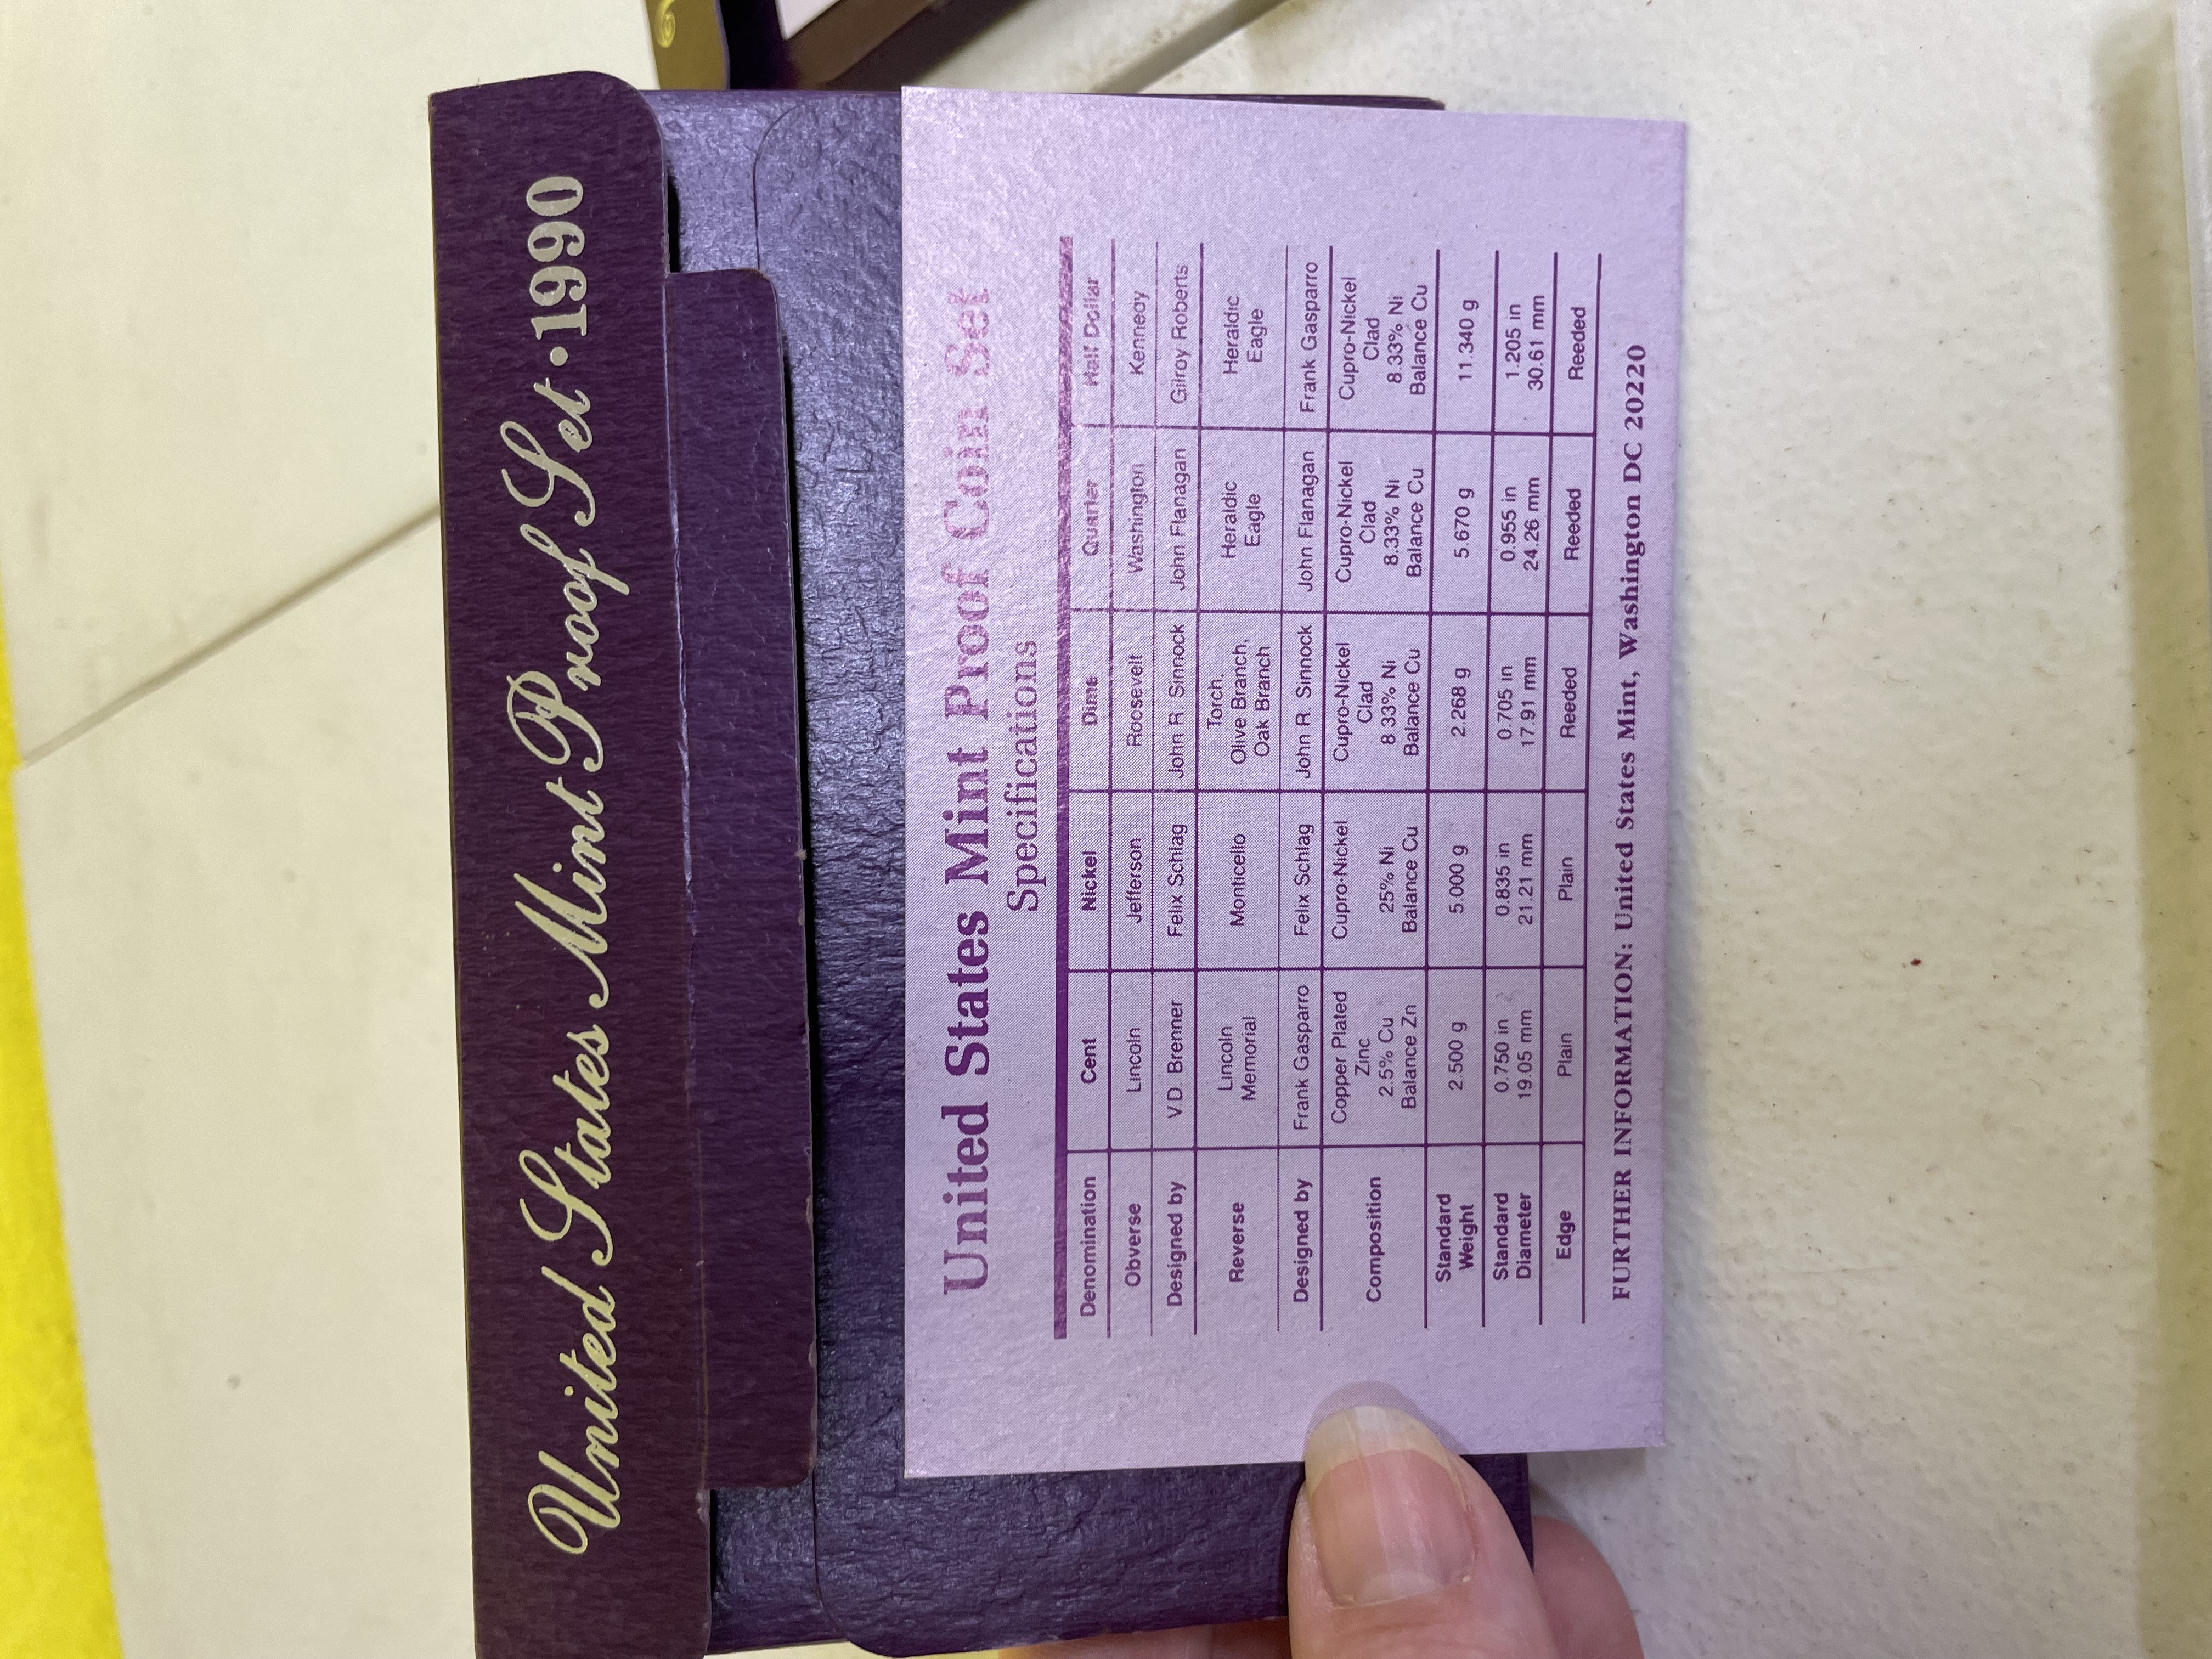 United States Mint Proof Set • 1990
United States Mint Proof Coin Set
Specifications
Denomination Cent Nickel Dime Quarter Half Dollar
Obverse Lincoln Jefferson Roosevelt Washington Kennedy
Designed by V.D. Brenner Felix Schlag John R. Sinnock John Flanagan Gilroy Roberts
Reverse Lincoln Memorial Monticello Torch, Olive Branch, Oak Branch Heraldic Eagle Heraldic Eagle
Designed by Frank Gasparro Felix Schlag John R. Sinnock John Flanagan Frank Gasparro
Composition Copper Plated Zinc 2.5% Cu Balance Zn Cupro-Nickel 25% Ni Balance Cu Cupro-Nickel Clad 8.33% Ni Balance Cu Cupro-Nickel Clad 8.33% Ni Balance Cu Cupro-Nickel Clad 8.33% Ni Balance Cu
Standard Weight 2.500 g 5.000 g 2.268 g 5.670 g 11.340 g
Standard Diameter 0.750 in 19.05 mm 0.835 in 21.21 mm 0.705 in 17.91 mm 0.955 in 24.26 mm 1.205 in 30.61 mm
Edge Plain Plain Reeded Reeded Reeded
FURTHER INFORMATION: United States Mint, Washington DC 20220